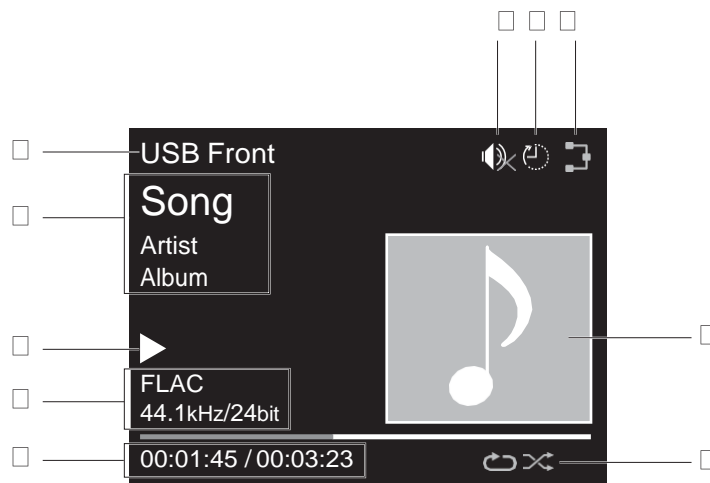 USB Front
Song
Artist
Album
FLAC
44.1kHz/24bit
00:01:45 / 00:03:23